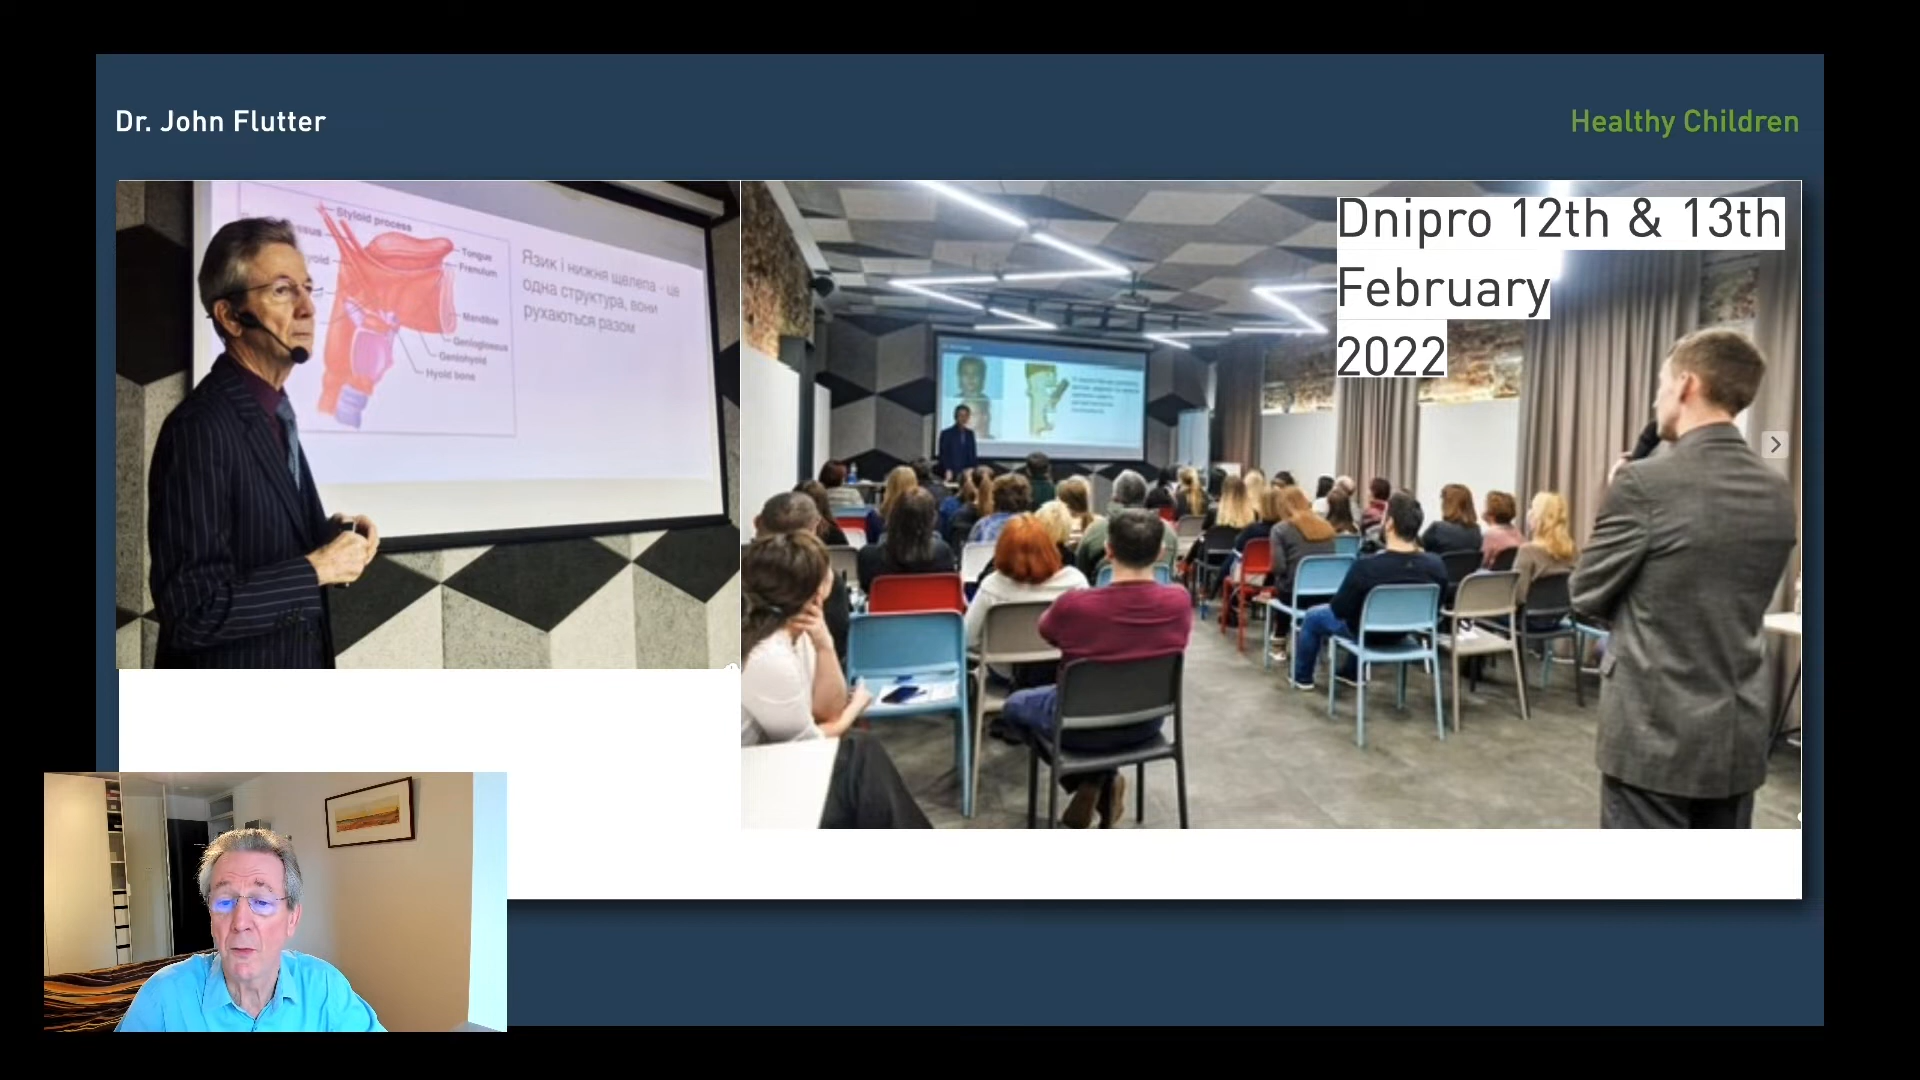 Dr. John Flutter
Healthy Children
Styloid process
Tongue
Frenulum
Mandible
Genioglossus
Geniohyoid
Hyoid bone
Язик і нижня щелепа - це
одна структура, вони
рухаються разом
Dnipro 12th & 13th
February
2022